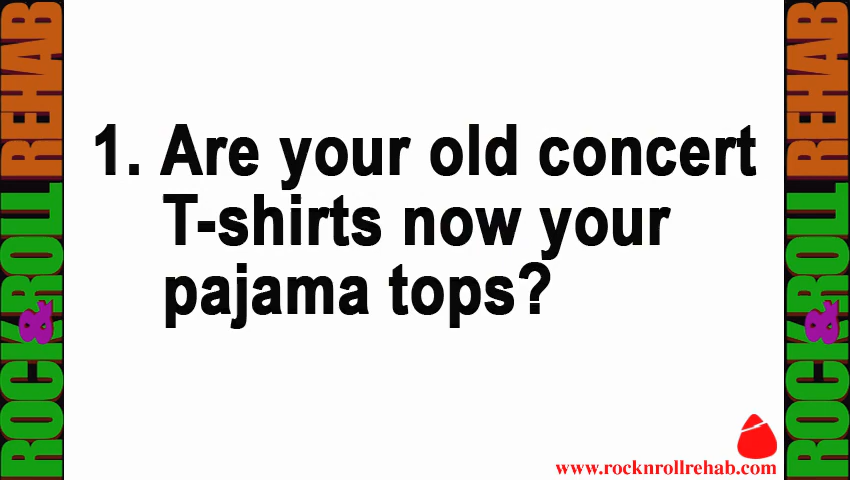 ROCK&ROLL REHAB
1. Are your old concert
T-shirts now your
pajama tops?
www.rocknrollrehab.com
ROCK&ROLL REHAB